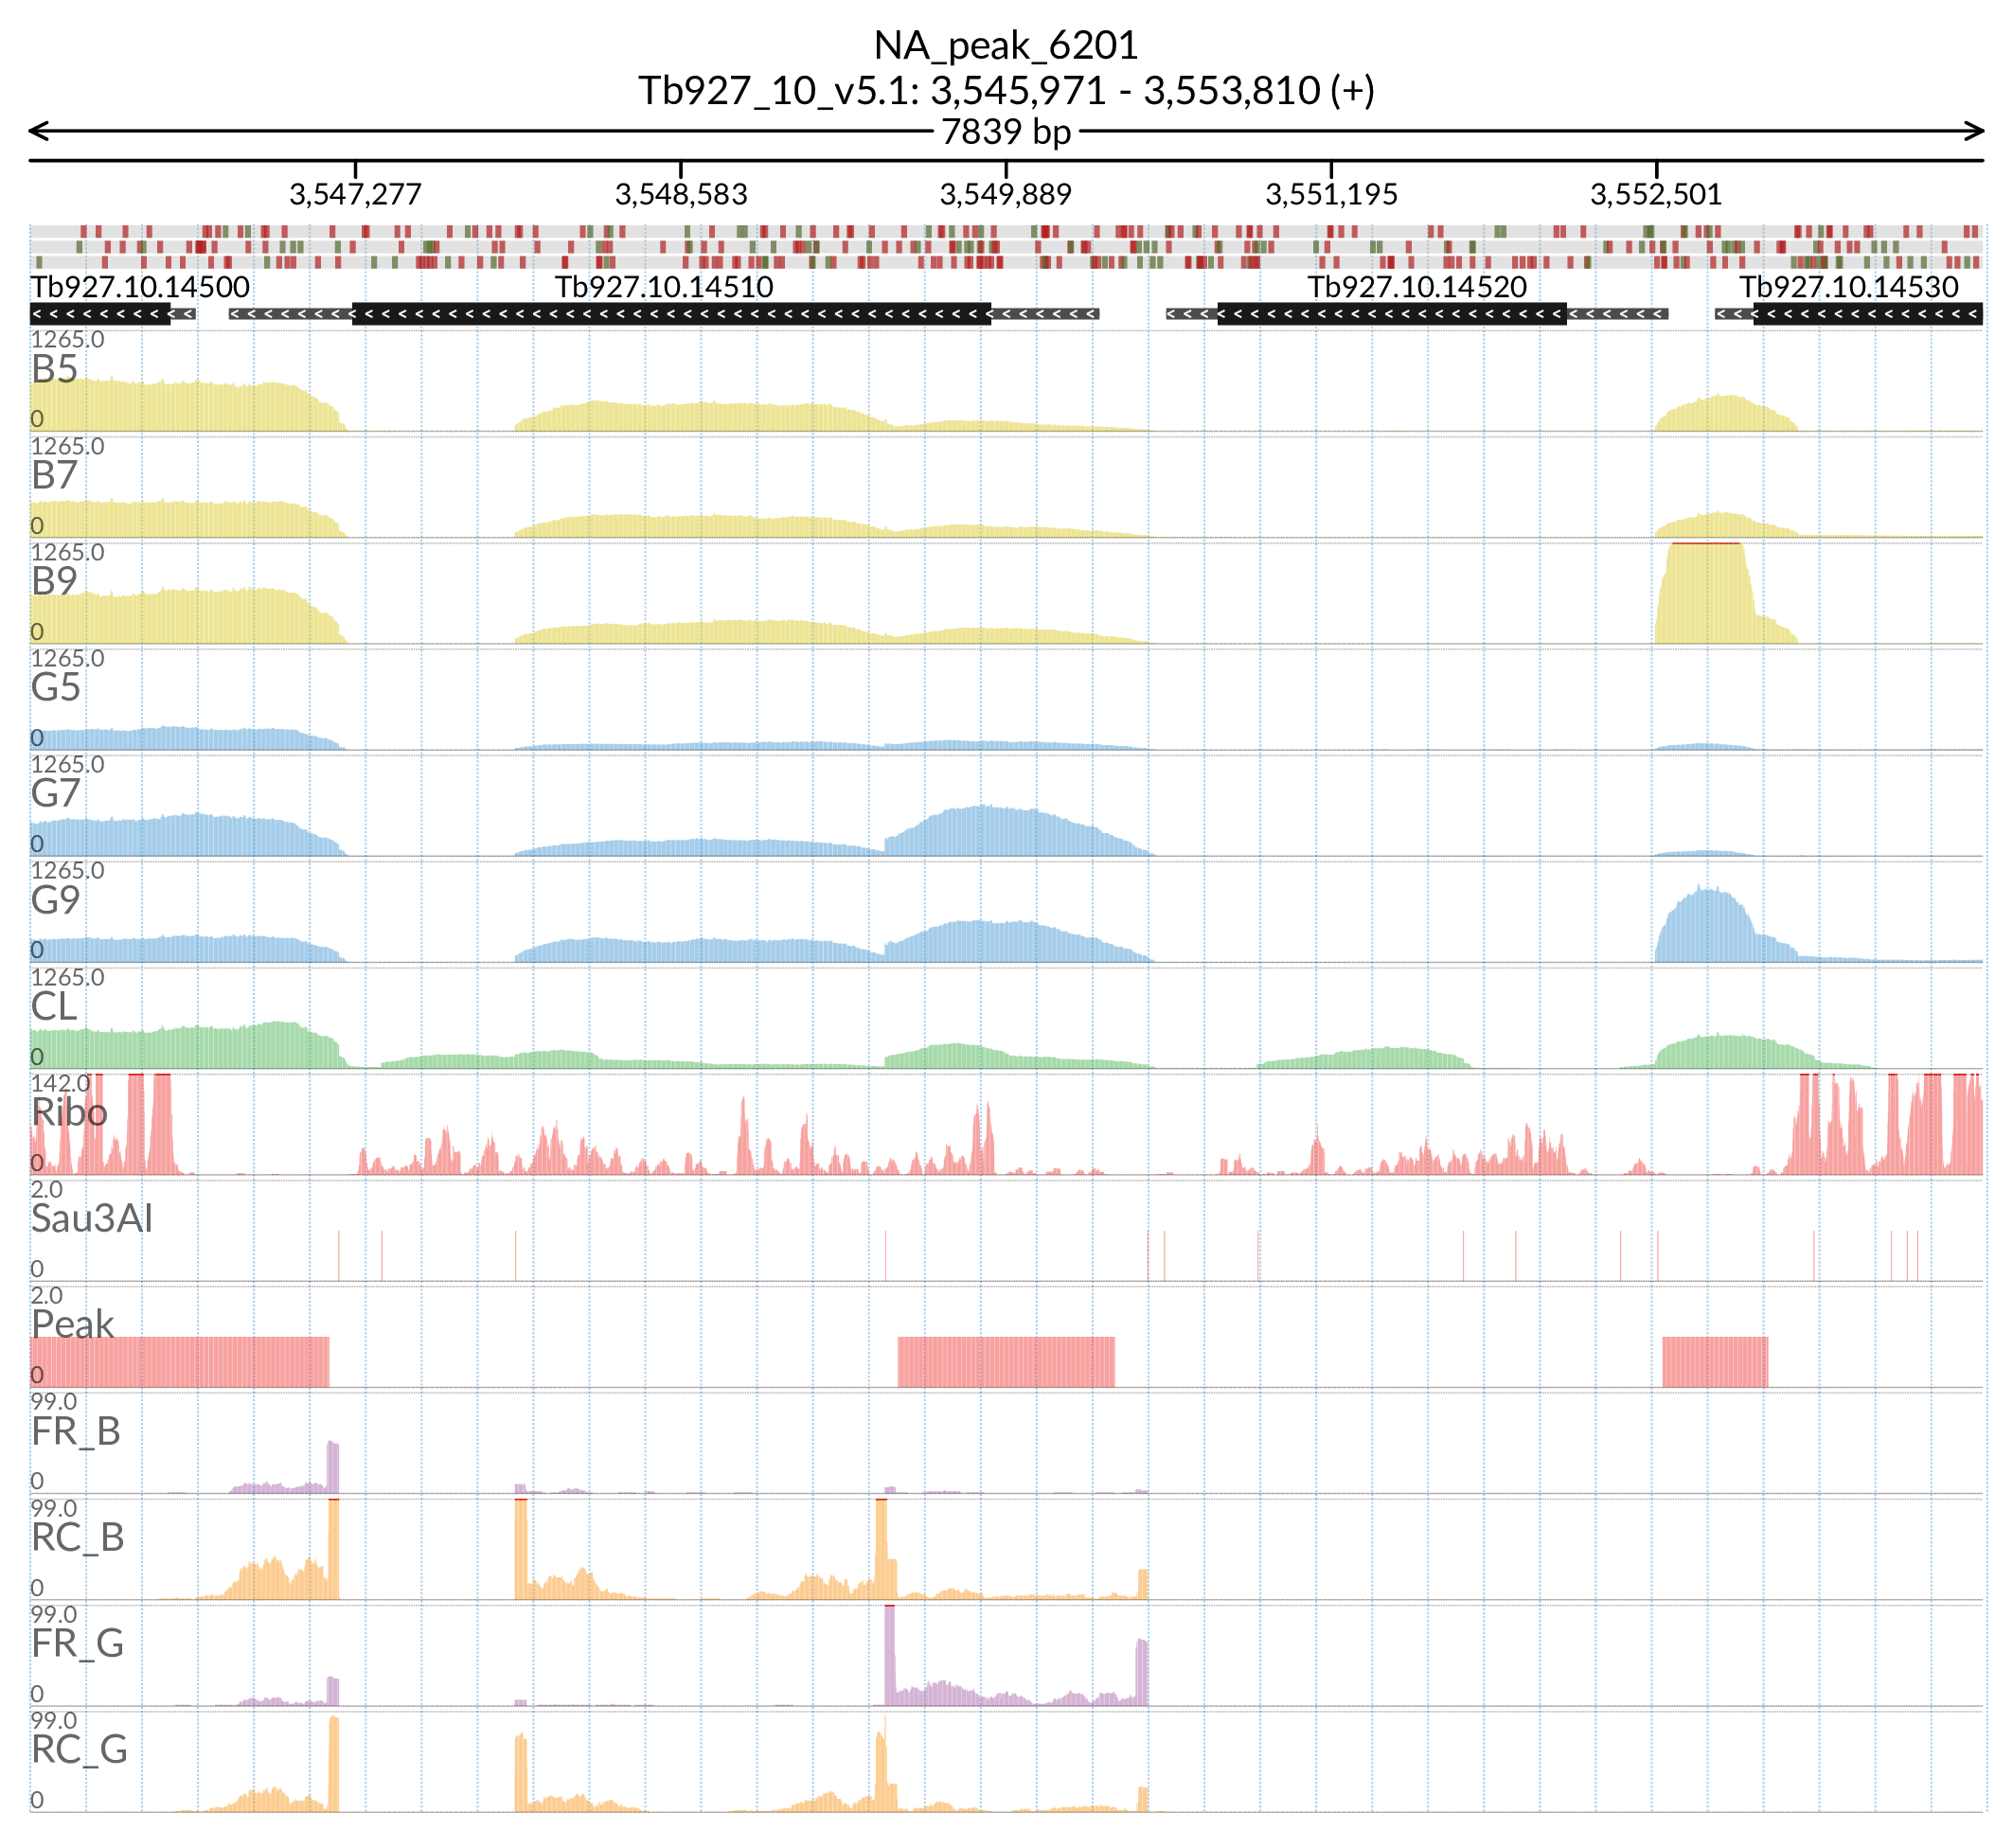 NA_peak_6201
Tb927_10_v5.1: 3,545,971 - 3,553,810 (+)
7839 bp
3,547,277 3,548,583 3,549,889 3,551,195 3,552,501
Tb927.10.14500 Tb927.10.14510 Tb927.10.14520 Tb927.10.14530
1265.0
B5
0
1265.0
B7
0
1265.0
B9
0
1265.0
G5
0
1265.0
G7
0
1265.0
G9
0
1265.0
CL
0
142.0
Ribo
0
2.0
Sau3AI
0
2.0
Peak
0
99.0
FR_B
0
99.0
RC_B
0
99.0
FR_G
0
99.0
RC_G
0